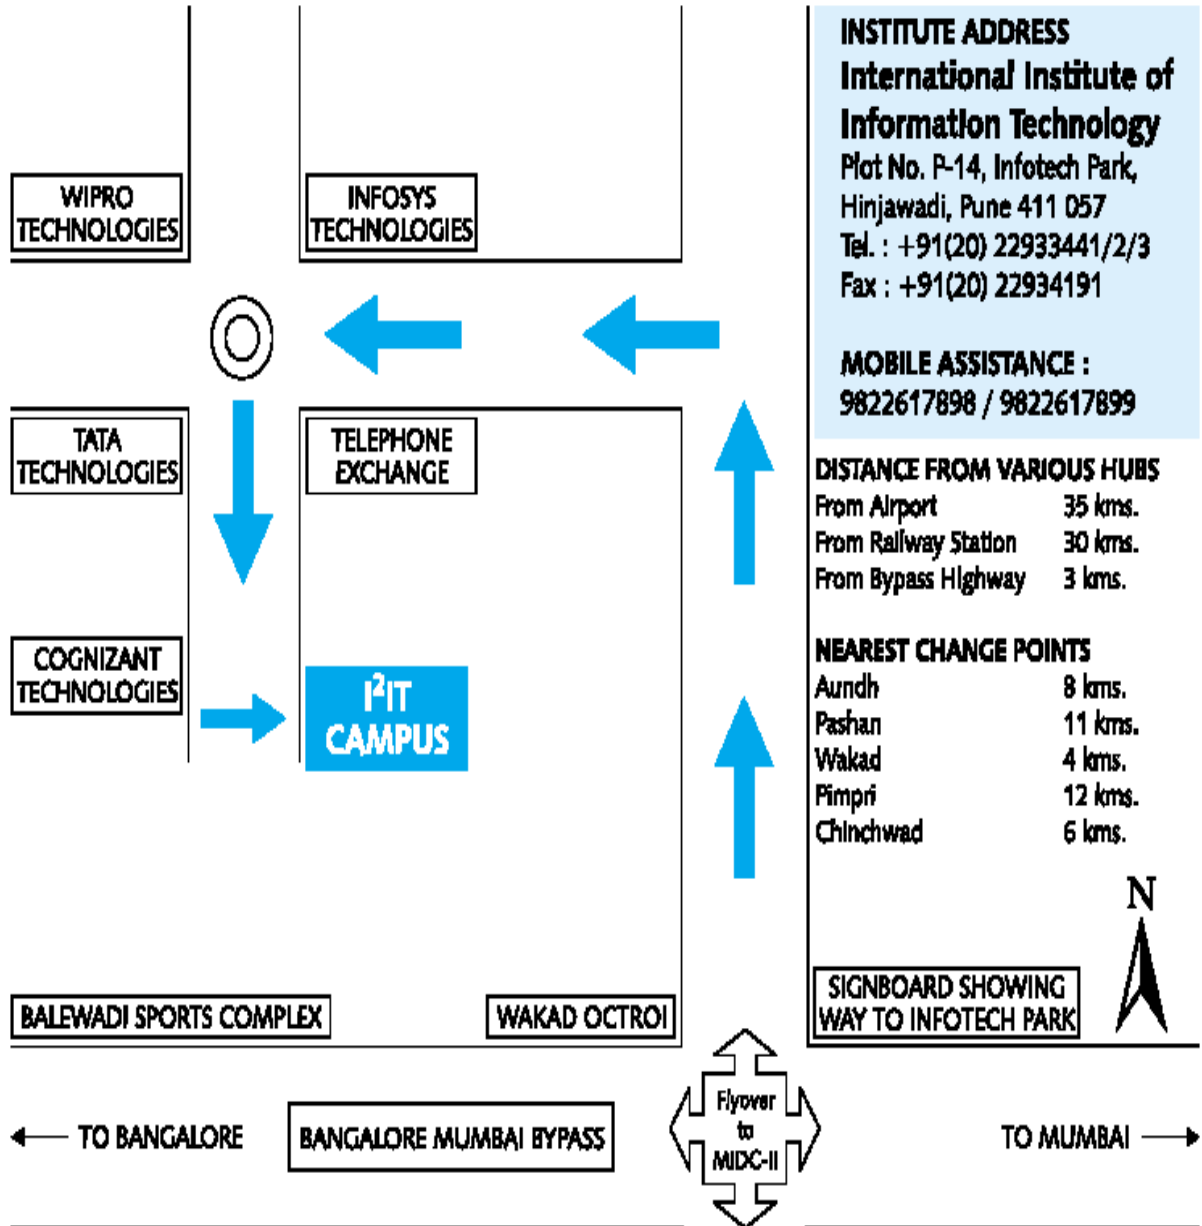 INSTITUTE ADDRESS
International Institute of
Information Technology
Plot No. P-14, Infotech Park,
Hinjawadi, Pune 411 057
Tel. : +91(20) 22933441/2/3
Fax : +91(20) 22934191
MOBILE ASSISTANCE :
9822617898 / 9822617899
WIPRO
TECHNOLOGIES
INFOSYS
TECHNOLOGIES
TATA
TECHNOLOGIES
TELEPHONE
EXCHANGE
DISTANCE FROM VARIOUS HUBS
From Airport 35 kms.
From Railway Station 30 kms.
From Bypass Highway 3 kms.
COGNIZANT
TECHNOLOGIES
I²IT
CAMPUS
NEAREST CHANGE POINTS
Aundh 8 kms.
Pashan 11 kms.
Wakad 4 kms.
Pimpri 12 kms.
Chinchwad 6 kms.
N
BALEWADI SPORTS COMPLEX
WAKAD OCTROI
SIGNBOARD SHOWING
WAY TO INFOTECH PARK
TO BANGALORE
BANGALORE MUMBAI BYPASS
Flyover
to
MIDC-II
TO MUMBAI